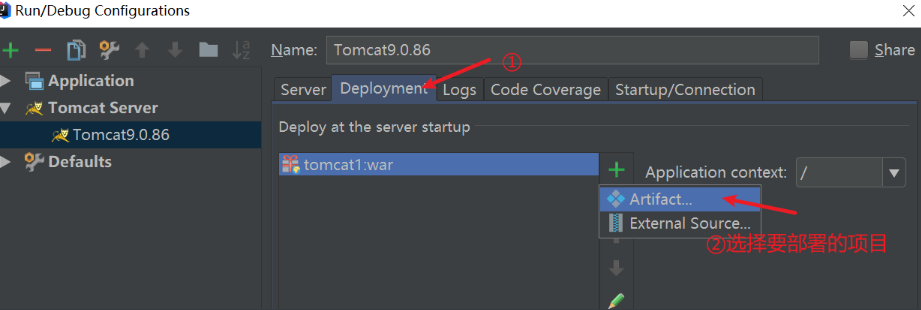 Run/Debug Configurations
Name: Tomcat9.0.86 Share
Application
Tomcat Server
Tomcat9.0.86
Defaults
①
Server Deployment Logs Code Coverage Startup/Connection
Deploy at the server startup
tomcat1:war
Application context: /
Artifact...
External Source...
②选择要部署的项目